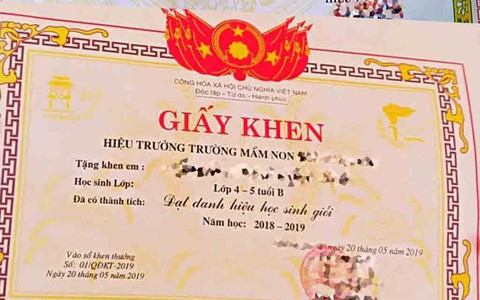 CỘNG HÒA XÃ HỘI CHỦ NGHĨA VIỆT NAM
Độc lập - Tự do - Hạnh phúc
GIẤY KHEN
HIỆU TRƯỞNG TRƯỜNG MẦM NON
Tặng khen em :
Học sinh Lớp: Lớp 4 - 5 tuổi B
Đã có thành tích: Đạt danh hiệu học sinh giỏi
Năm học: 2018 - 2019
ngày 20 tháng 05 năm 2019
Vào sổ khen thưởng
Số: 01/QĐKT-2019
Ngày 20 tháng 05 năm 2019